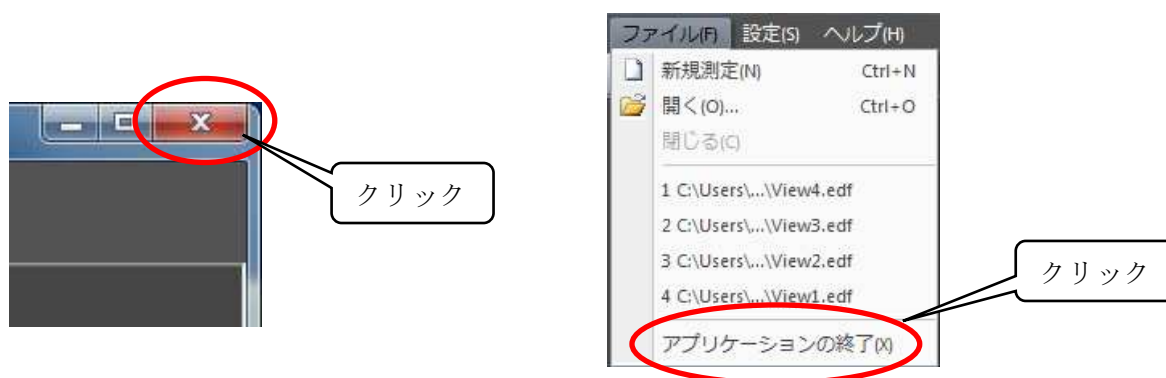 クリック
ファイル(F) 設定(S) ヘルプ(H)
新規測定(N) Ctrl+N
開く(O)... Ctrl+O
閉じる(C)
1 C:\Users\...\View4.edf
2 C:\Users\...\View3.edf
3 C:\Users\...\View2.edf
4 C:\Users\...\View1.edf
クリック
アプリケーションの終了(X)